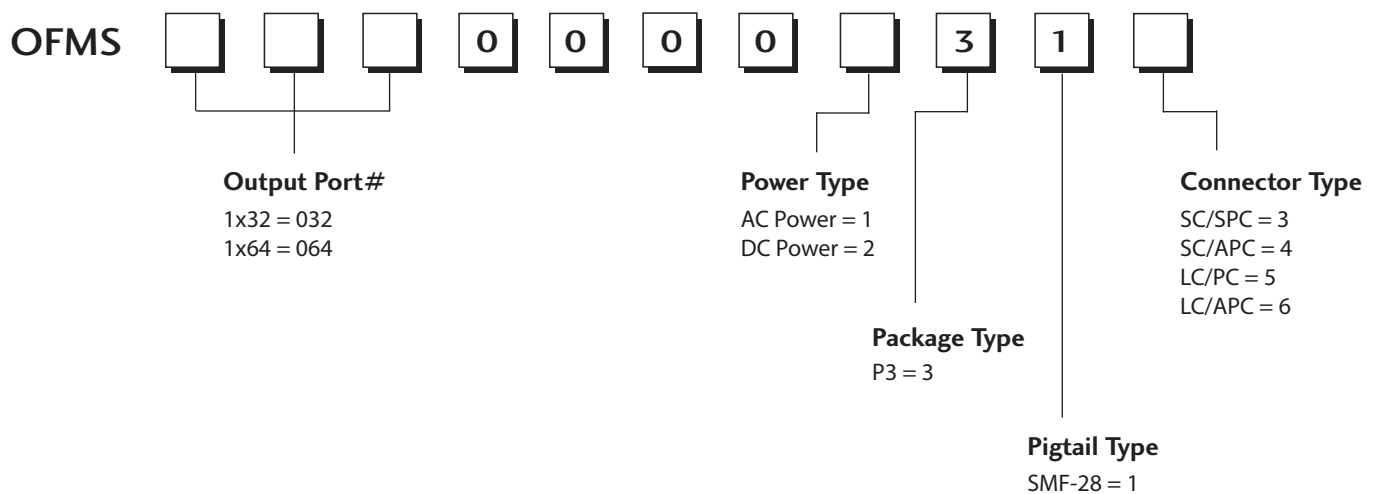 OFMS 0 0 0 0 3 1
Output Port#
1x32 = 032
1x64 = 064
Power Type
AC Power = 1
DC Power = 2
Connector Type
SC/SPC = 3
SC/APC = 4
LC/PC = 5
LC/APC = 6
Package Type
P3 = 3
Pigtail Type
SMF-28 = 1